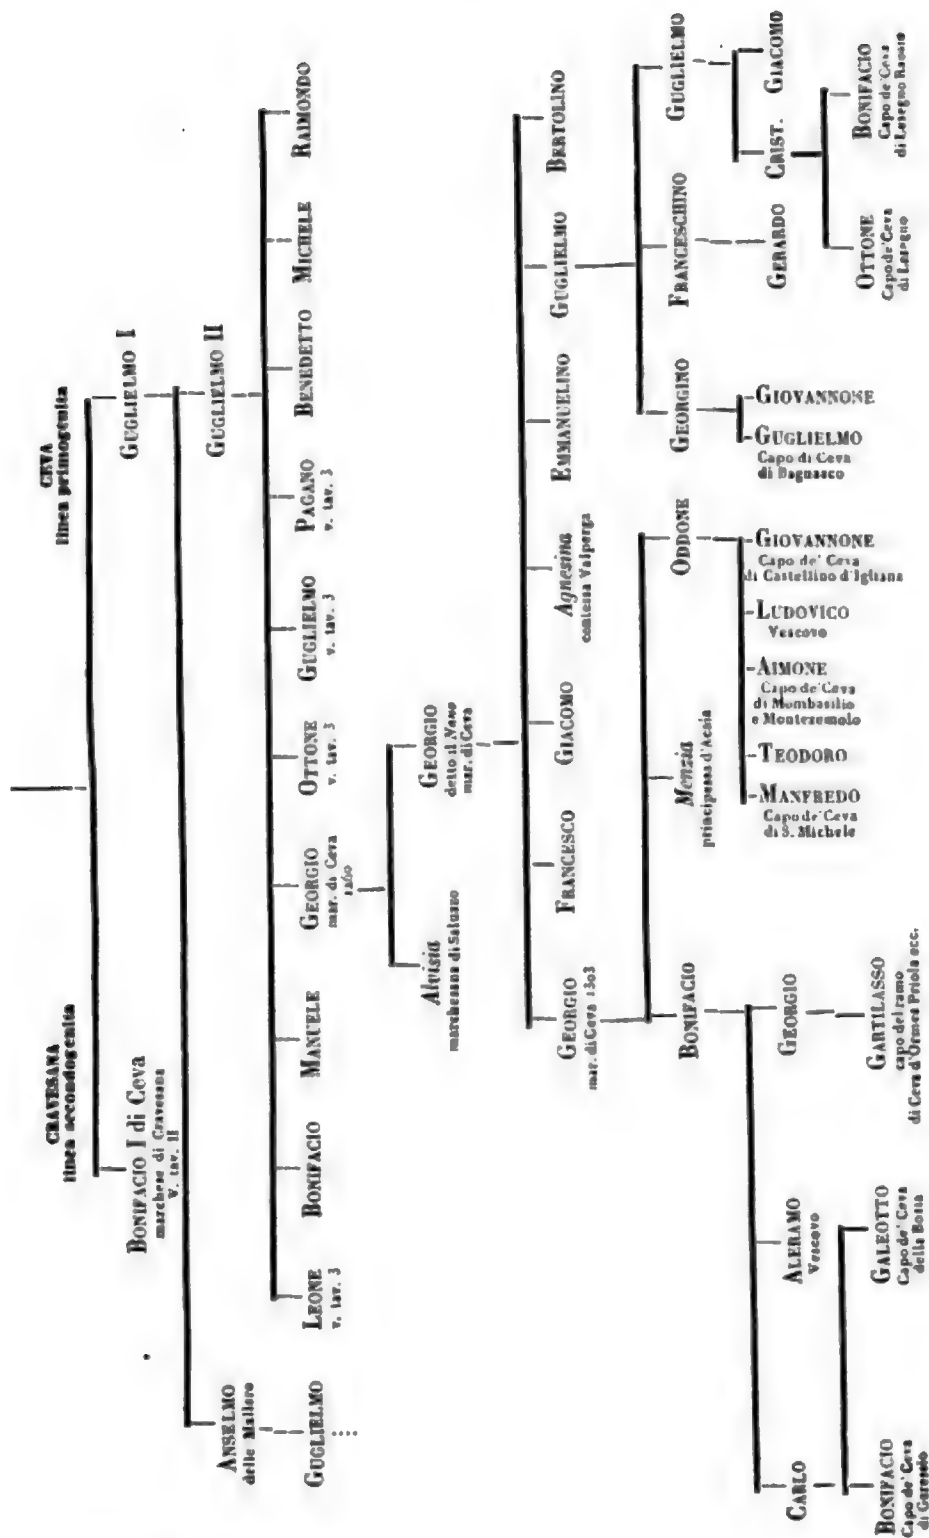 CRAVESANA
linea secondogenita
CEVA
linea primogenita
BONIFACIO I di Ceva
marchese di Cravesana
V. tav. II
GUGLIELMO I
ANSELMO
delle Mallere
GUGLIELMO II
GUGLIELMO
....
LEONE
v. tav. 3
BONIFACIO
MANUELE
GEORGIO
mar. di Ceva
1260
OTTONE
v. tav. 3
GUGLIELMO
v. tav. 3
PAGANO
v. tav. 3
BENEDETTO
MICHELE
RAIMONDO
Alvisia
marchesana di Saluzzo
GEORGIO
detto il Nano
mar. di Ceva
GEORGIO
mar. di Ceva 1303
FRANCESCO
GIACOMO
Agnesina
contessa Valperga
EMMANUELINO
GUGLIELMO
BERTOLINO
BONIFACIO
Menzia
principessa d'Acaia
ODDONE
GEORGINO
FRANCESCHINO
GUGLIELMO
CARLO
ALERAMO
Vescovo
GEORGIO
MANFREDO
Capo de' Ceva
di S. Michele
TEODORO
AIMONE
Capo de' Ceva
di Mombasilio
e Montezemolo
LUDOVICO
Vescovo
GIOVANNONE
Capo de' Ceva
di Castellino d'Igliana
GUGLIELMO
Capo di Ceva
di Bagnasco
GIOVANNONE
GERARDO
CRIST.
GIACOMO
BONIFACIO
Capo de' Ceva
di Garessio
GALEOTTO
Capo de' Ceva
della Bossa
GARTILASSO
capo del ramo
di Ceva d'Ormea Priola ecc.
OTTONE
Capo de' Ceva
di Lesegno
BONIFACIO
Capo de' Ceva
di Lesegno